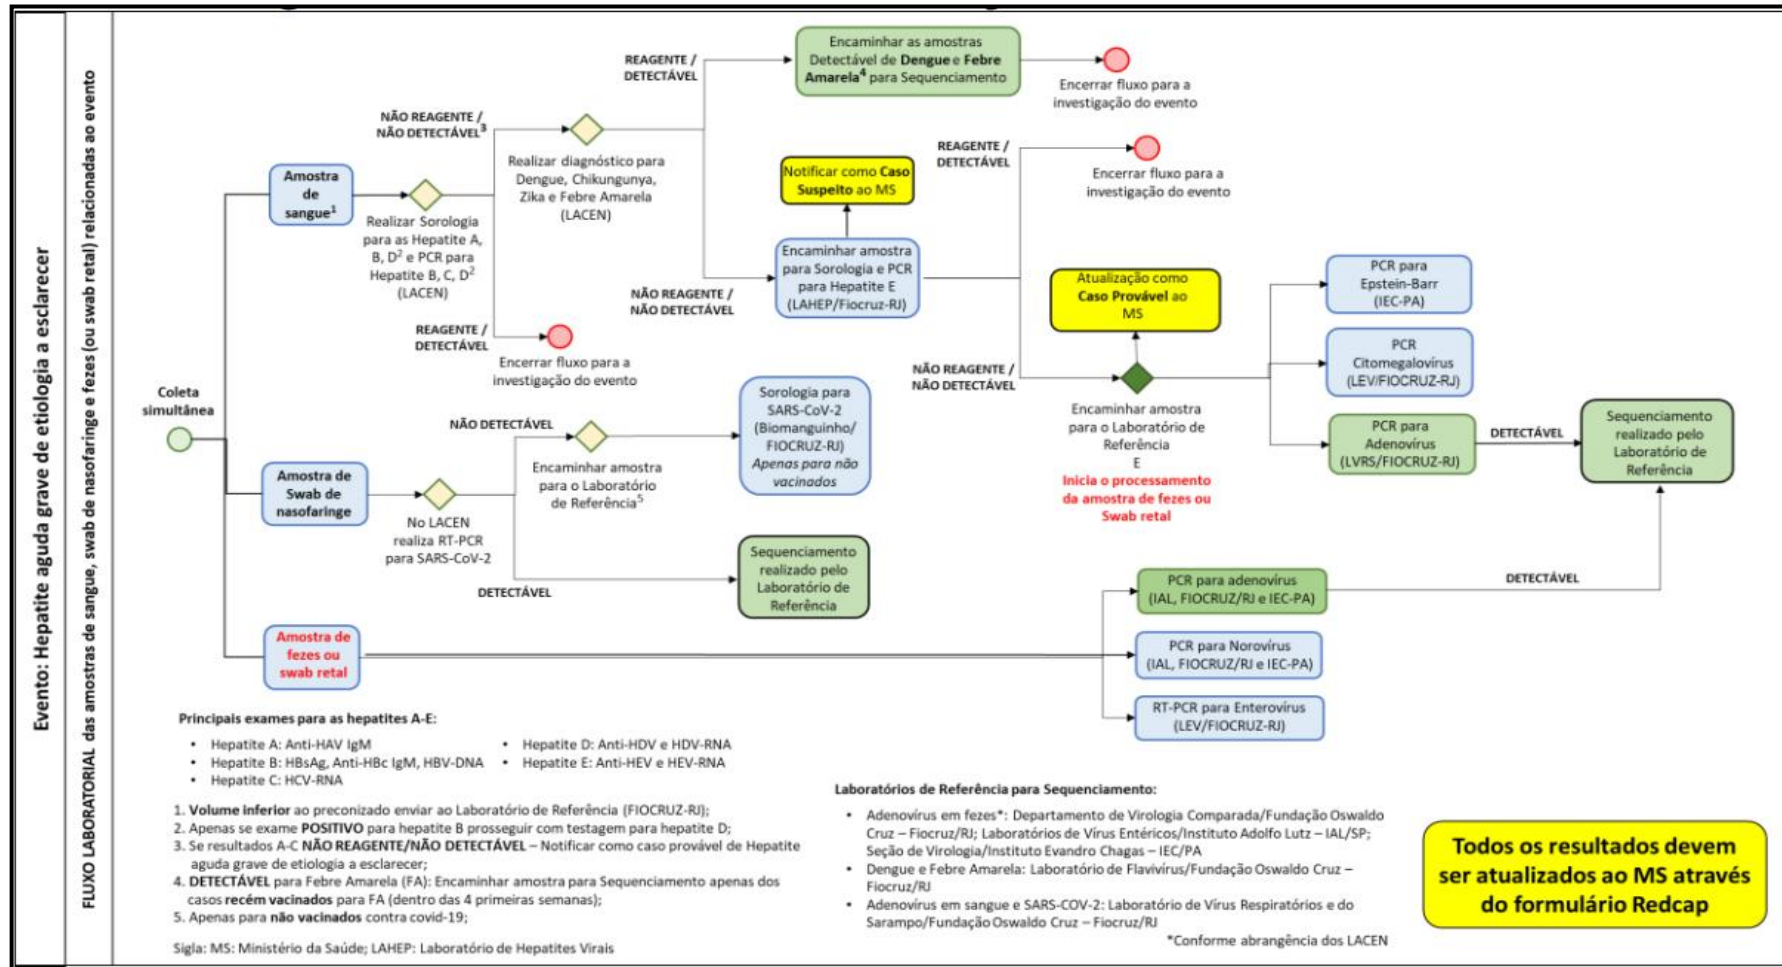 Evento: Hepatite aguda grave de etiologia a esclarecer
FLUXO LABORATORIAL das amostras de sangue, swab de nasofaringe e fezes (ou swab retal) relacionadas ao evento
Coleta
simultânea
Amostra
de
sangue1
Realizar Sorologia
para as Hepatite A,
B, D2 e PCR para
Hepatite B, C, D2
(LACEN)
NÃO REAGENTE /
NÃO DETECTÁVEL3
REAGENTE /
DETECTÁVEL
Encerrar fluxo para a
investigação do evento
Realizar diagnóstico para
Dengue, Chikungunya,
Zika e Febre Amarela
(LACEN)
REAGENTE /
DETECTÁVEL
Encaminhar as amostras
Detectável de Dengue e Febre
Amarela4 para Sequenciamento
Encerrar fluxo para a
investigação do evento
NÃO REAGENTE /
NÃO DETECTÁVEL
Notificar como Caso
Suspeito ao MS
Encaminhar amostra
para Sorologia e PCR
para Hepatite E
(LAHEP/Fiocruz-RJ)
REAGENTE /
DETECTÁVEL
Encerrar fluxo para a
investigação do evento
NÃO REAGENTE /
NÃO DETECTÁVEL
Atualização como
Caso Provável ao
MS
Encaminhar amostra
para o Laboratório de
Referência
E
Inicia o processamento
da amostra de fezes ou
Swab retal
PCR para
Epstein-Barr
(IEC-PA)
PCR
Citomegalovírus
(LEV/FIOCRUZ-RJ)
PCR para
Adenovírus
(LVRS/FIOCRUZ-RJ)
DETECTÁVEL
Sequenciamento
realizado pelo
Laboratório de
Referência
Amostra de
Swab de
nasofaringe
No LACEN
realiza RT-PCR
para SARS-CoV-2
NÃO DETECTÁVEL
Encaminhar amostra
para o Laboratório
de Referência5
Sorologia para
SARS-CoV-2
(Biomanguinho/
FIOCRUZ-RJ)
Apenas para não
vacinados
DETECTÁVEL
Sequenciamento
realizado pelo
Laboratório de
Referência
Amostra de
fezes ou
swab retal
PCR para adenovírus
(IAL, FIOCRUZ/RJ e IEC-PA)
DETECTÁVEL
PCR para Norovírus
(IAL, FIOCRUZ/RJ e IEC-PA)
RT-PCR para Enterovírus
(LEV/FIOCRUZ-RJ)
Principais exames para as hepatites A-E:
• Hepatite A: Anti-HAV IgM
• Hepatite B: HBsAg, Anti-HBc IgM, HBV-DNA
• Hepatite C: HCV-RNA
• Hepatite D: Anti-HDV e HDV-RNA
• Hepatite E: Anti-HEV e HEV-RNA
1. Volume inferior ao preconizado enviar ao Laboratório de Referência (FIOCRUZ-RJ);
2. Apenas se exame POSITIVO para hepatite B prosseguir com testagem para hepatite D;
3. Se resultados A-C NÃO REAGENTE/NÃO DETECTÁVEL – Notificar como caso provável de Hepatite
aguda grave de etiologia a esclarecer;
4. DETECTÁVEL para Febre Amarela (FA): Encaminhar amostra para Sequenciamento apenas dos
casos recém vacinados para FA (dentro das 4 primeiras semanas);
5. Apenas para não vacinados contra covid-19;
Sigla: MS: Ministério da Saúde; LAHEP: Laboratório de Hepatites Virais
Laboratórios de Referência para Sequenciamento:
• Adenovírus em fezes*: Departamento de Virologia Comparada/Fundação Oswaldo
Cruz – Fiocruz/RJ; Laboratórios de Vírus Entéricos/Instituto Adolfo Lutz – IAL/SP;
Seção de Virologia/Instituto Evandro Chagas – IEC/PA
• Dengue e Febre Amarela: Laboratório de Flavivírus/Fundação Oswaldo Cruz –
Fiocruz/RJ
• Adenovírus em sangue e SARS-COV-2: Laboratório de Vírus Respiratórios e do
Sarampo/Fundação Oswaldo Cruz – Fiocruz/RJ
*Conforme abrangência dos LACEN
Todos os resultados devem
ser atualizados ao MS através
do formulário Redcap